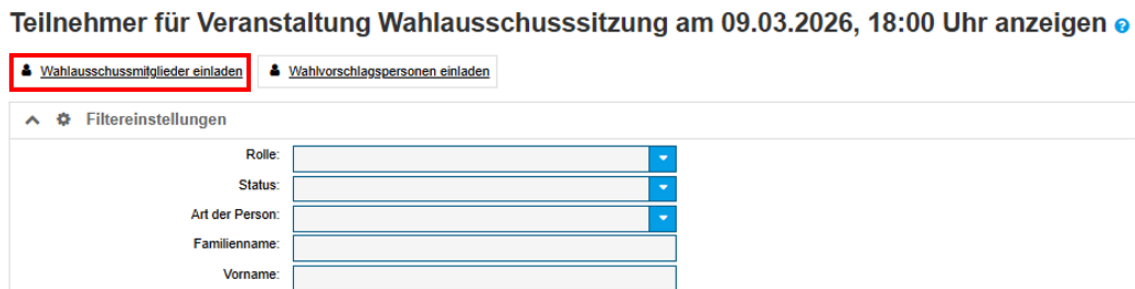 Teilnehmer für Veranstaltung Wahlausschusssitzung am 09.03.2026, 18:00 Uhr anzeigen ?
Wahlausschussmitglieder einladen Wahlvorschlagspersonen einladen
Filtereinstellungen
Rolle:
Status:
Art der Person:
Familienname:
Vorname: